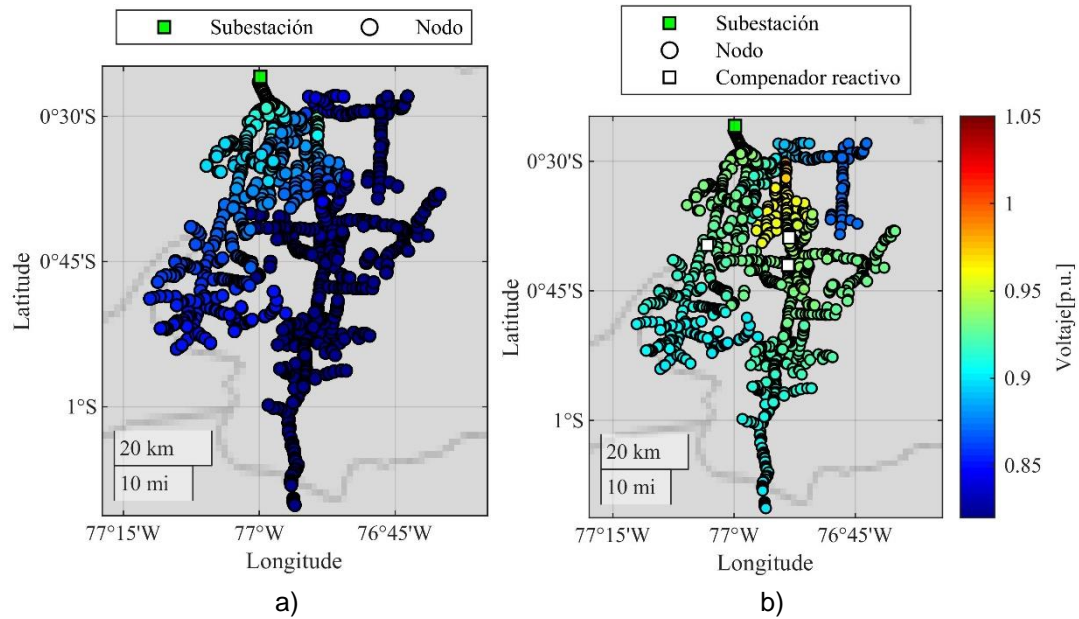 Subestación Nodo
0°30'S
0°45'S
1°S
Latitude
20 km
10 mi
77°15'W 77°W 76°45'W
Longitude
a)
Subestación
Nodo
Compenador reactivo
0°30'S
0°45'S
1°S
Latitude
20 km
10 mi
77°15'W 77°W 76°45'W
Longitude
b)
1.05
1
0.95
0.9
0.85
Voltaje[p.u.]